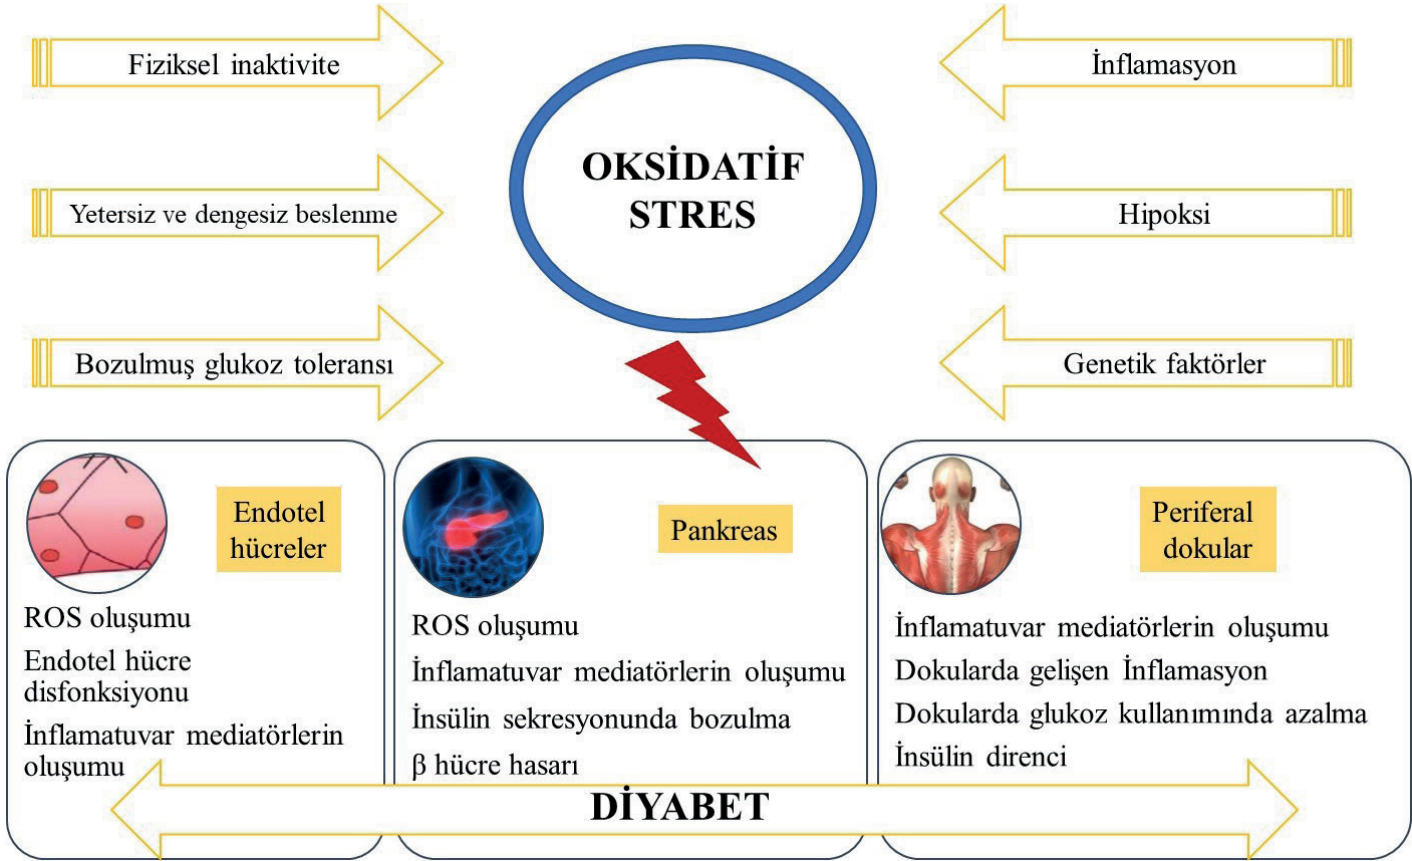 Fiziksel inaktivite
Yetersiz ve dengesiz beslenme
Bozulmuş glukoz toleransı
OKSİDATİF
STRES
İnflamasyon
Hipoksi
Genetik faktörler
Endotel
hücreler
ROS oluşumu
Endotel hücre
disfonksiyonu
İnflamatuvar mediatörlerin
oluşumu
Pankreas
ROS oluşumu
İnflamatuvar mediatörlerin oluşumu
İnsülin sekresyonunda bozulma
β hücre hasarı
Periferal
dokular
İnflamatuvar mediatörlerin oluşumu
Dokularda gelişen İnflamasyon
Dokularda glukoz kullanımında azalma
İnsülin direnci
DİYABET